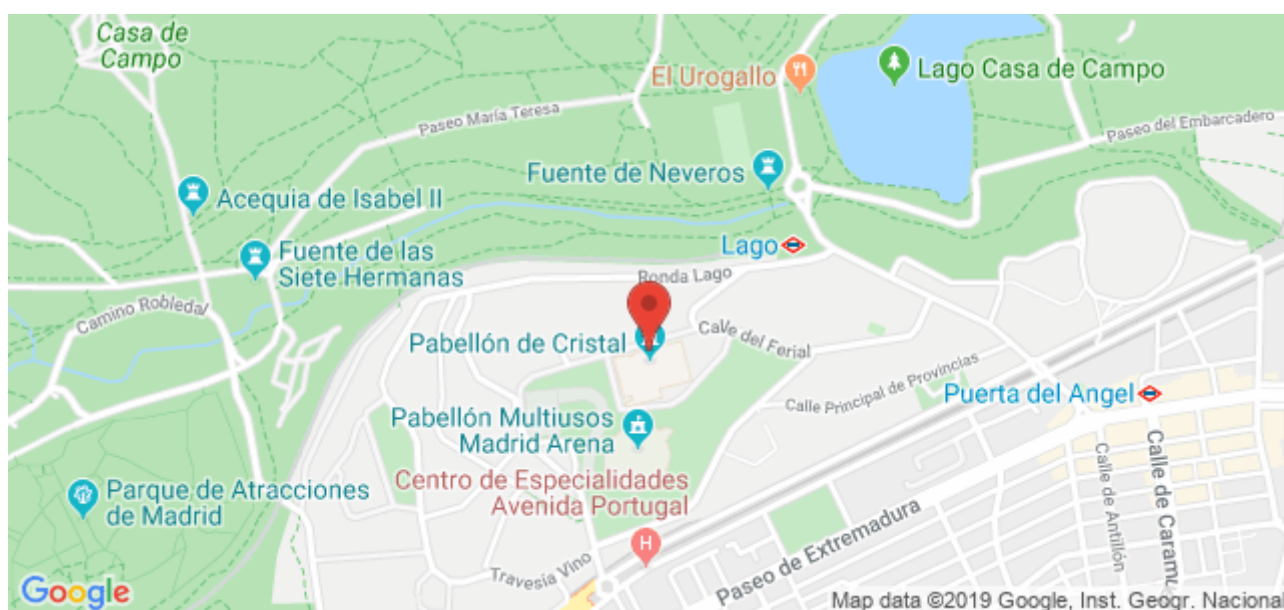 Casa de
Campo
El Urogallo
Lago Casa de Campo
Paseo María Teresa
Paseo del Embarcadero
Fuente de Neveros
Acequia de Isabel II
Lago
Fuente de las
Siete Hermanas
Ronda Lago
Camino Robledal
Pabellón de Cristal
Calle del Ferial
Calle Principal de Provincias
Puerta del Angel
Pabellón Multiusos
Madrid Arena
Centro de Especialidades
Avenida Portugal
H
Parque de Atracciones
de Madrid
Calle de Antillón
Calle de Caramu
Paseo de Extremadura
Travesia Vino
Google
Map data ©2019 Google, Inst. Geogr. Naciona